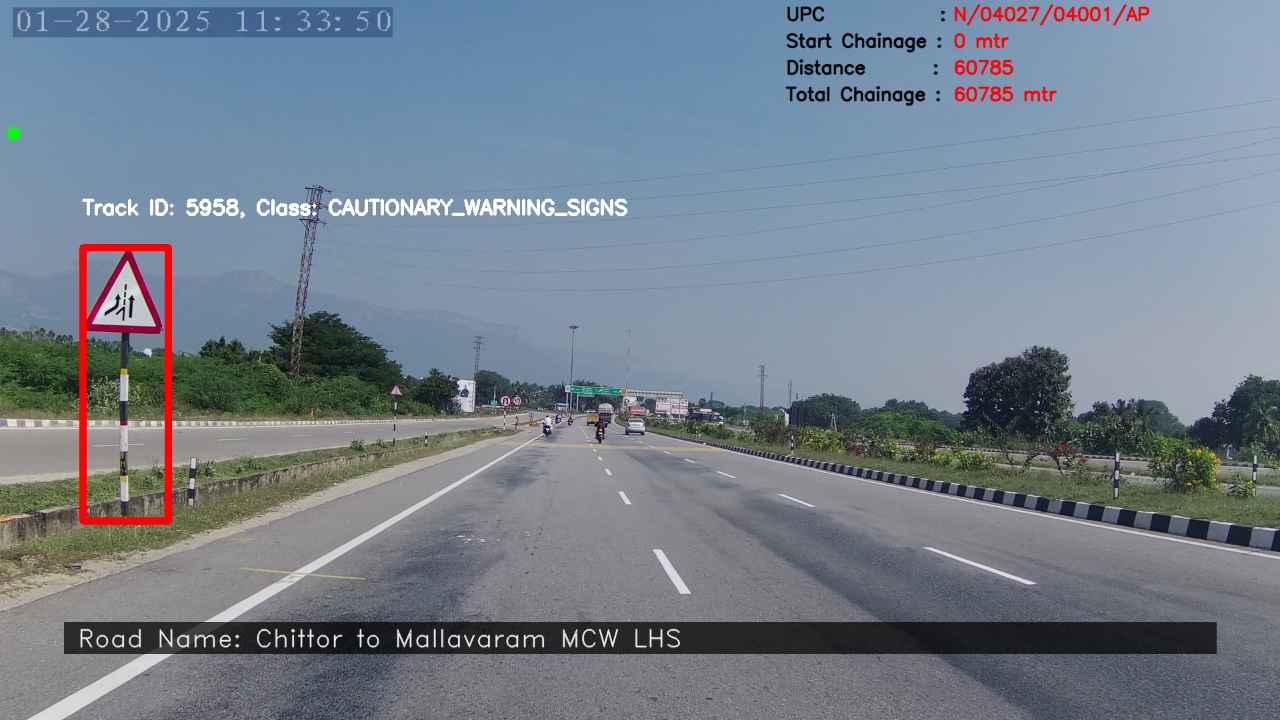 01-28-2025 11:33:50
UPC : N/04027/04001/AP
Start Chainage : 0 mtr
Distance : 60785
Total Chainage : 60785 mtr
Track ID: 5958, Class: CAUTIONARY_WARNING_SIGNS
Road Name: Chittor to Mallavaram MCW LHS